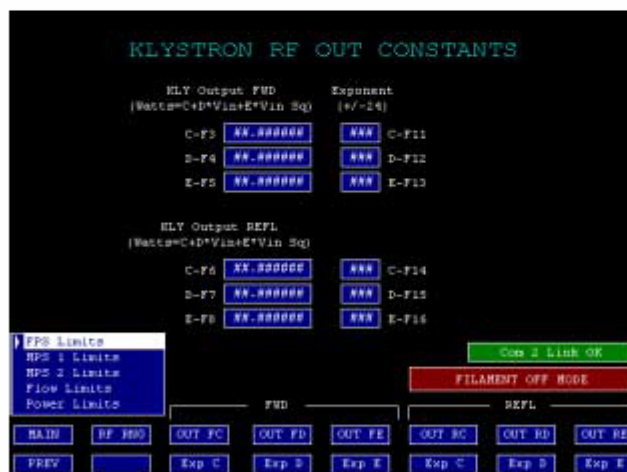 KLYSTRON RF OUT CONSTANTS
KLY Output FWD Exponent
(Watts=C+D*Vin+E*Vin Sq) (+/-24)
C-F3 ##.###### ### C-F11
D-F4 ##.###### ### D-F12
E-F5 ##.###### ### E-F13
KLY Output REFL
(Watts=C+D*Vin+E*Vin Sq)
C-F6 ##.###### ### C-F14
D-F7 ##.###### ### D-F15
E-F8 ##.###### ### E-F16
FPS Limits
MPS 1 Limits
MPS 2 Limits
Flow Limits
Power Limits
Com 2 Link OK
FILAMENT OFF MODE
FWD REFL
MAIN RF RNG OUT FC OUT FD OUT FE OUT RC OUT RD OUT RE
PREV Exp C Exp D Exp E Exp C Exp D Exp E